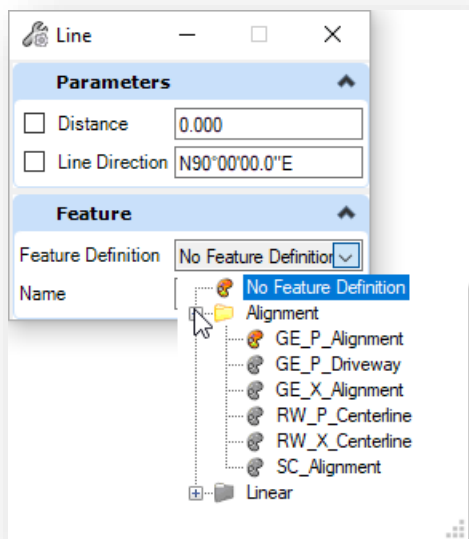 Line
Parameters
Distance 0.000
Line Direction N90°00'00.0"E
Feature
Feature Definition No Feature Definition
Name
No Feature Definition
Alignment
GE_P_Alignment
GE_P_Driveway
GE_X_Alignment
RW_P_Centerline
RW_X_Centerline
SC_Alignment
Linear